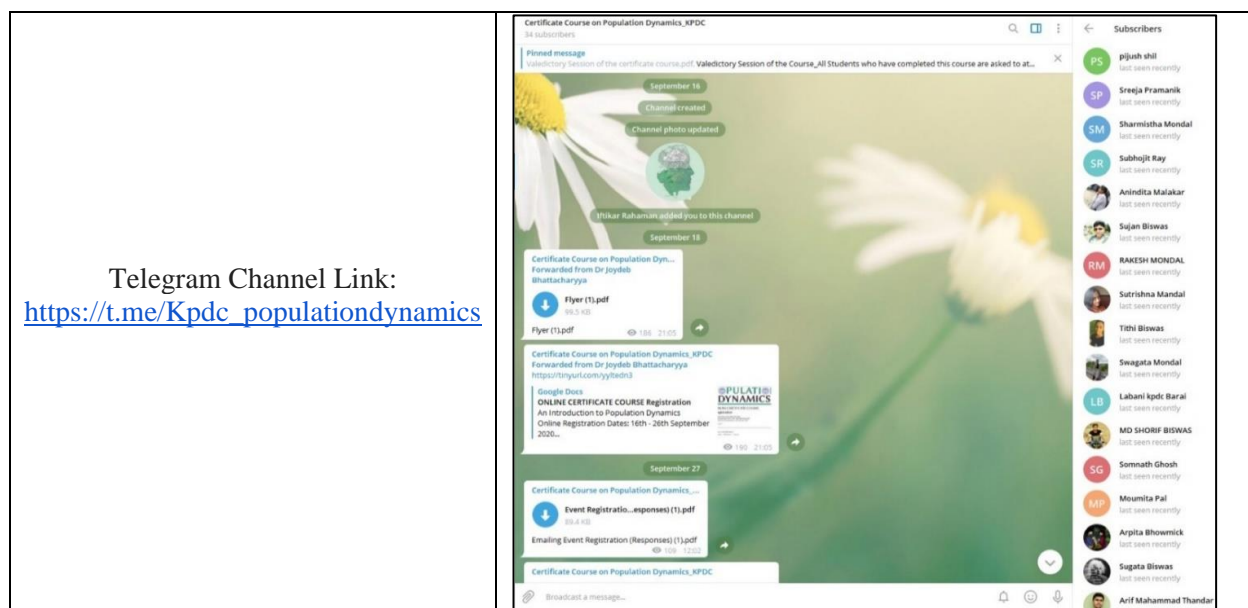 Telegram Channel Link:
https://t.me/Kpdc_populationdynamics
Certificate Course on Population Dynamics_KPDC
34 subscribers
Pinned message
Valedictory Session of the certificate course.pdf, Valedictory Session of the Course_All Students who have completed this course are asked to at...
September 16
Channel created
Channel photo updated
Iftikar Rahaman added you to this channel
September 18
Certificate Course on Population Dyn...
Forwarded from Dr Joydeb
Bhattacharyya
Flyer (1).pdf
99.5 KB
Flyer (1).pdf
186 21:05
Certificate Course on Population Dynamics_KPDC
Forwarded from Dr Joydeb Bhattacharyya
https://tinyurl.com/yyltedn3
Google Docs
ONLINE CERTIFICATE COURSE Registration
An Introduction to Population Dynamics
Online Registration Dates: 16th - 26th September
2020...
OPULATIO
DYNAMICS
190 21:05
September 27
Certificate Course on Population Dynamics_...
Event Registratio...esponses) (1).pdf
89.4 KB
Emailing Event Registration (Responses) (1).pdf
109 12:02
Certificate Course on Population Dynamics_KPDC
Broadcast a message...
Subscribers
PS
pijush shil
last seen recently
SP
Sreeja Pramanik
last seen recently
SM
Sharmistha Mondal
last seen recently
SR
Subhojit Ray
last seen recently
Anindita Malakar
last seen recently
Sujan Biswas
last seen recently
RM
RAKESH MONDAL
last seen recently
Sutrishna Mandal
last seen recently
Tithi Biswas
last seen recently
Swagata Mondal
last seen recently
LB
Labani kpdc Barai
last seen recently
MD SHORIF BISWAS
last seen recently
SG
Somnath Ghosh
last seen recently
MP
Moumita Pal
last seen recently
Arpita Bhowmick
last seen recently
Sugata Biswas
last seen recently
Arif Mahammad Thandar